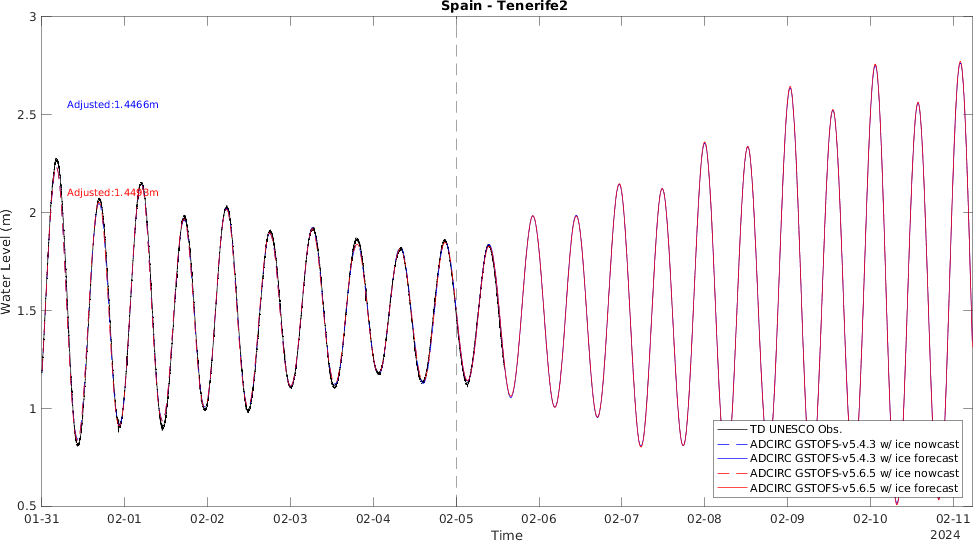 Spain - Tenerife2
3
2.5
2
1.5
1
0.5
Water Level (m)
Adjusted:1.4466m
Adjusted:1.4493m
TD UNESCO Obs.
ADCIRC GSTOFS-v5.4.3 w/ ice nowcast
ADCIRC GSTOFS-v5.4.3 w/ ice forecast
ADCIRC GSTOFS-v5.6.5 w/ ice nowcast
ADCIRC GSTOFS-v5.6.5 w/ ice forecast
01-31 02-01 02-02 02-03 02-04 02-05 02-06 02-07 02-08 02-09 02-10 02-11
Time
2024